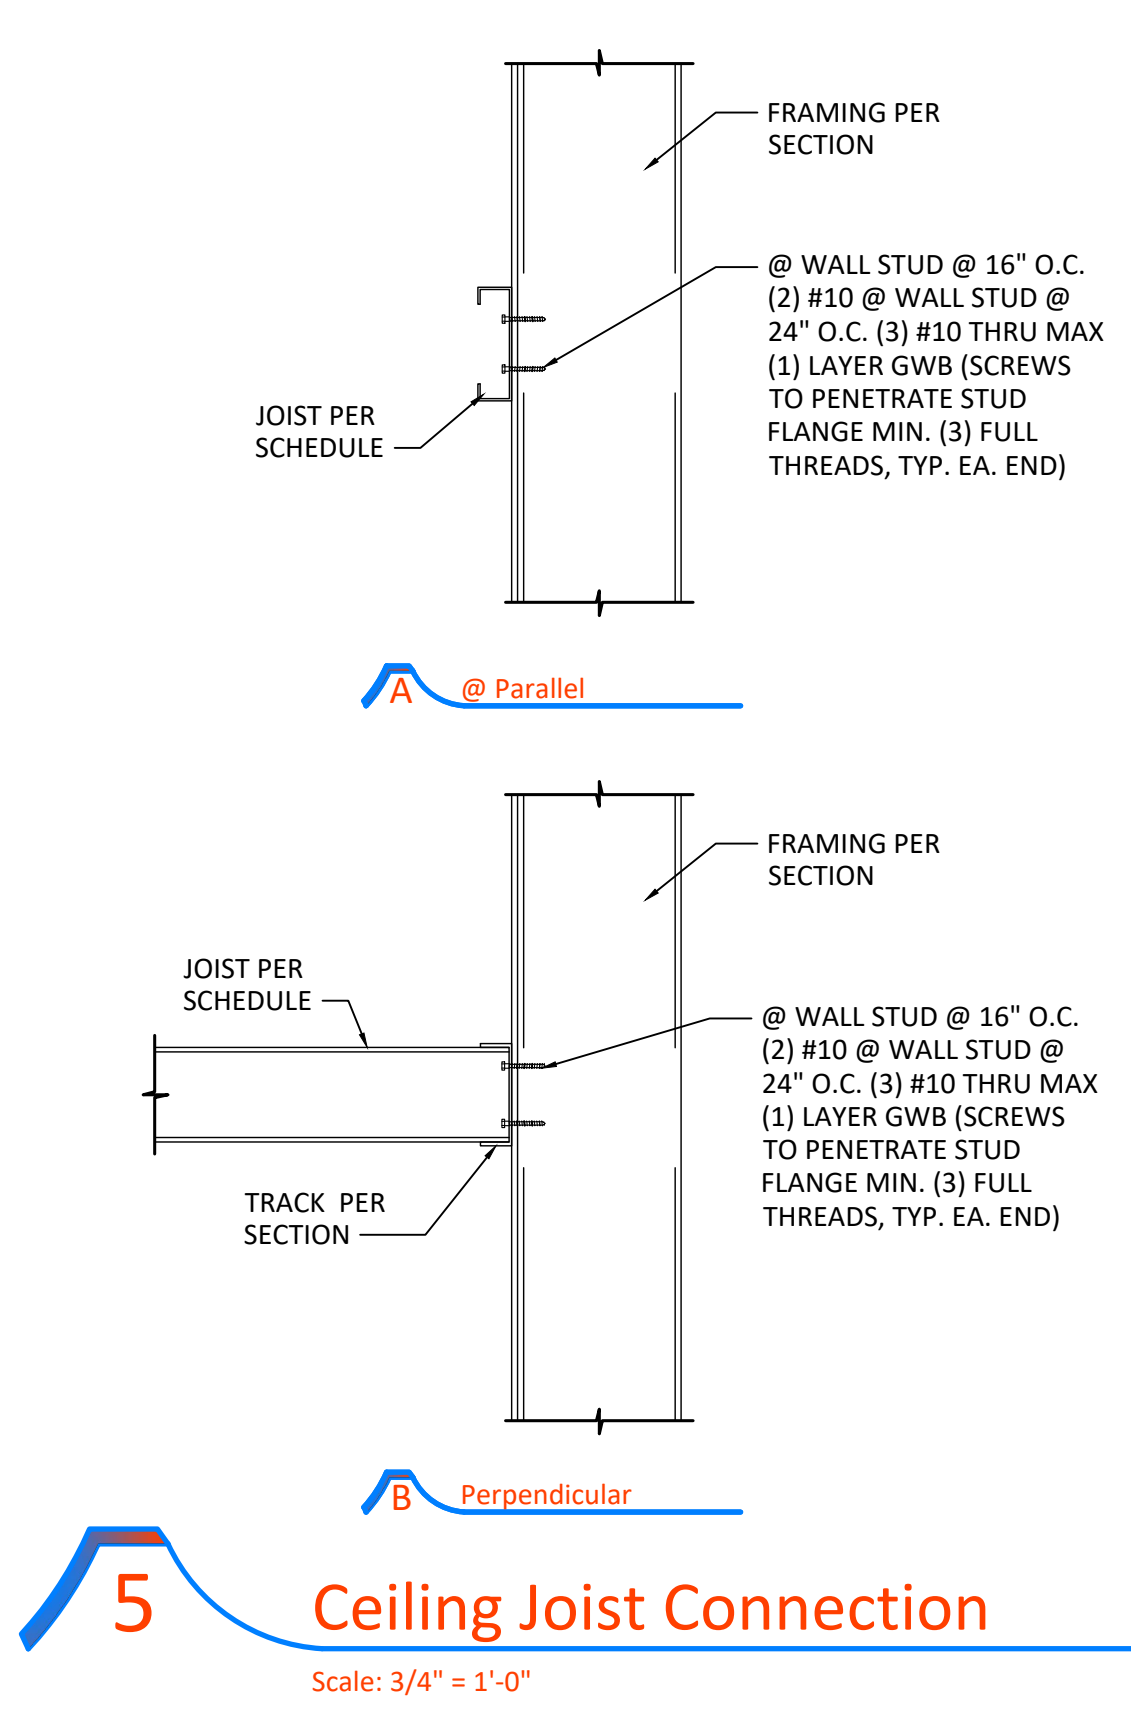 FRAMING PER
SECTION
@ WALL STUD @ 16" O.C.
(2) #10 @ WALL STUD @
24" O.C. (3) #10 THRU MAX
(1) LAYER GWB (SCREWS
TO PENETRATE STUD
FLANGE MIN. (3) FULL
THREADS, TYP. EA. END)
JOIST PER
SCHEDULE
A @ Parallel
FRAMING PER
SECTION
JOIST PER
SCHEDULE
@ WALL STUD @ 16" O.C.
(2) #10 @ WALL STUD @
24" O.C. (3) #10 THRU MAX
(1) LAYER GWB (SCREWS
TO PENETRATE STUD
FLANGE MIN. (3) FULL
THREADS, TYP. EA. END)
TRACK PER
SECTION
B Perpendicular
5 Ceiling Joist Connection
Scale: 3/4" = 1'-0"